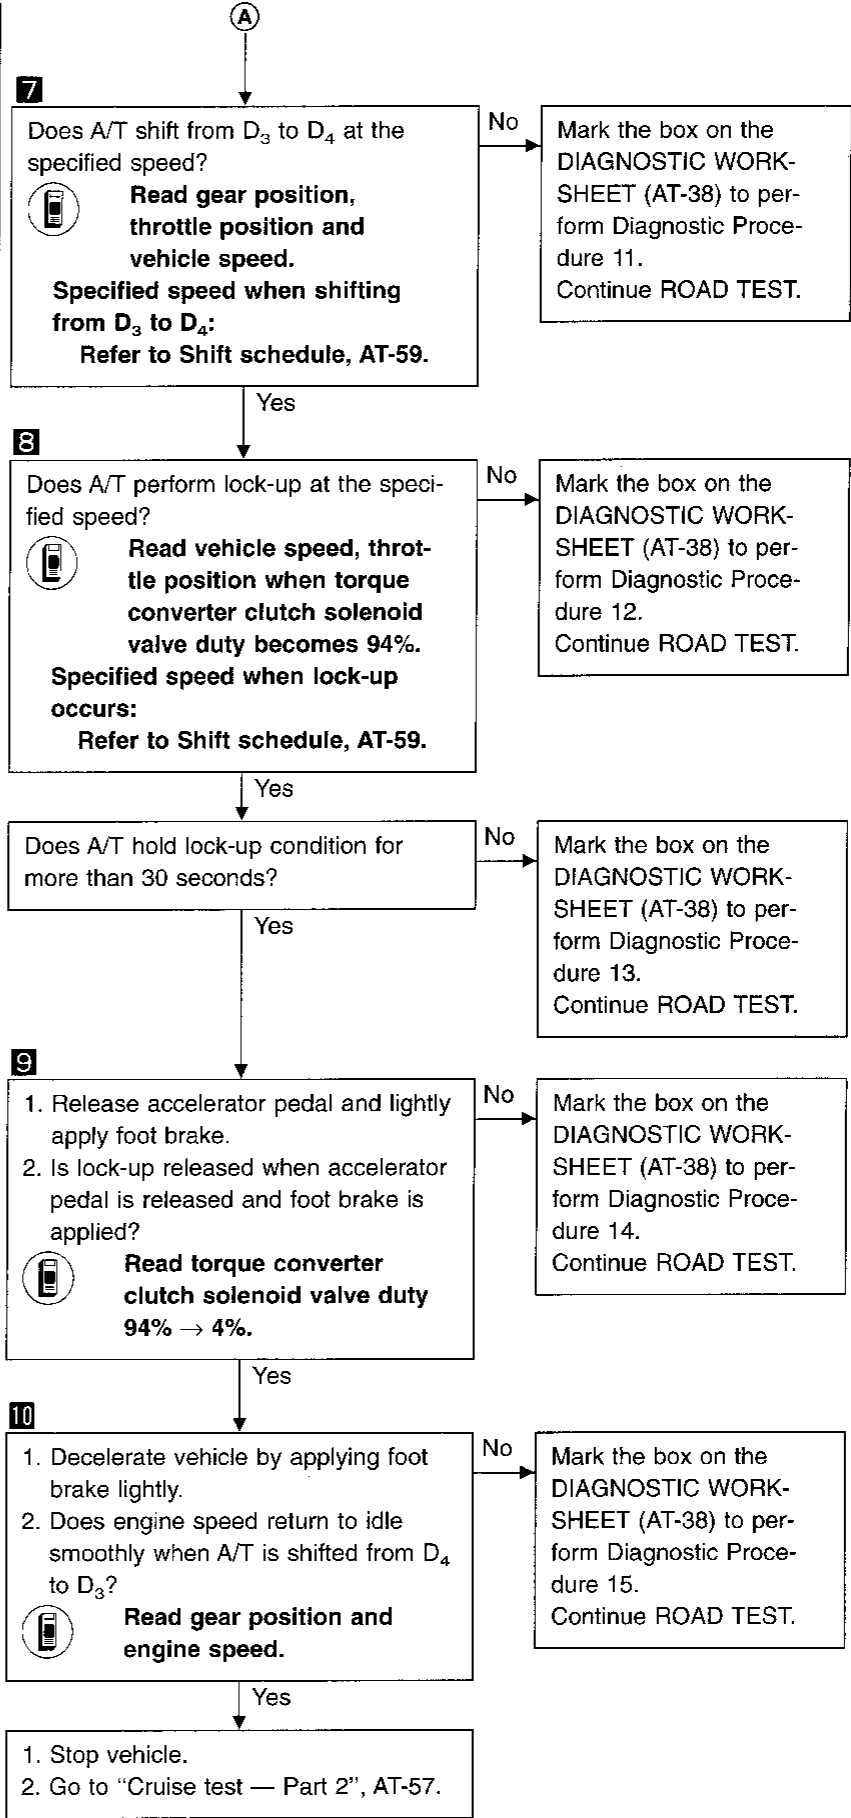 A
7
Does A/T shift from D₃ to D₄ at the
specified speed?
Read gear position,
throttle position and
vehicle speed.
Specified speed when shifting
from D₃ to D₄:
Refer to Shift schedule, AT-59.
No
Mark the box on the
DIAGNOSTIC WORK-
SHEET (AT-38) to per-
form Diagnostic Proce-
dure 11.
Continue ROAD TEST.
Yes
8
Does A/T perform lock-up at the speci-
fied speed?
Read vehicle speed, throt-
tle position when torque
converter clutch solenoid
valve duty becomes 94%.
Specified speed when lock-up
occurs:
Refer to Shift schedule, AT-59.
No
Mark the box on the
DIAGNOSTIC WORK-
SHEET (AT-38) to per-
form Diagnostic Proce-
dure 12.
Continue ROAD TEST.
Yes
Does A/T hold lock-up condition for
more than 30 seconds?
No
Mark the box on the
DIAGNOSTIC WORK-
SHEET (AT-38) to per-
form Diagnostic Proce-
dure 13.
Continue ROAD TEST.
Yes
9
1. Release accelerator pedal and lightly
apply foot brake.
2. Is lock-up released when accelerator
pedal is released and foot brake is
applied?
Read torque converter
clutch solenoid valve duty
94% → 4%.
No
Mark the box on the
DIAGNOSTIC WORK-
SHEET (AT-38) to per-
form Diagnostic Proce-
dure 14.
Continue ROAD TEST.
Yes
10
1. Decelerate vehicle by applying foot
brake lightly.
2. Does engine speed return to idle
smoothly when A/T is shifted from D₄
to D₃?
Read gear position and
engine speed.
No
Mark the box on the
DIAGNOSTIC WORK-
SHEET (AT-38) to per-
form Diagnostic Proce-
dure 15.
Continue ROAD TEST.
Yes
1. Stop vehicle.
2. Go to “Cruise test — Part 2”, AT-57.